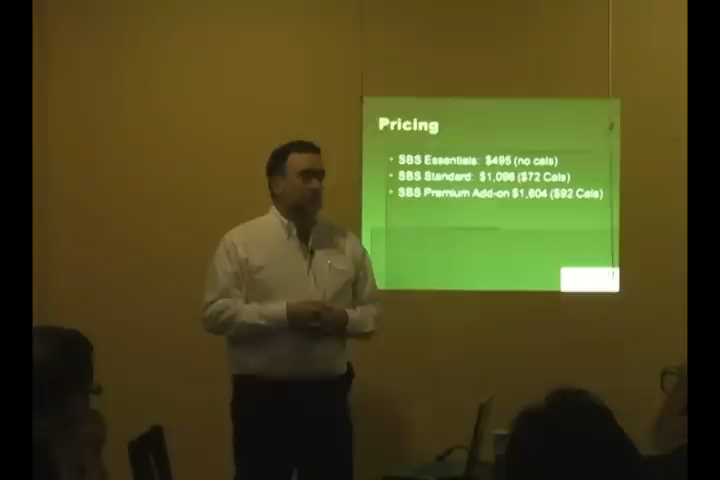 Pricing
• SBS Essentials: $495 (no cals)
• SBS Standard: $1,096 ($72 Cals)
• SBS Premium Add-on $1,604 ($92 Cals)